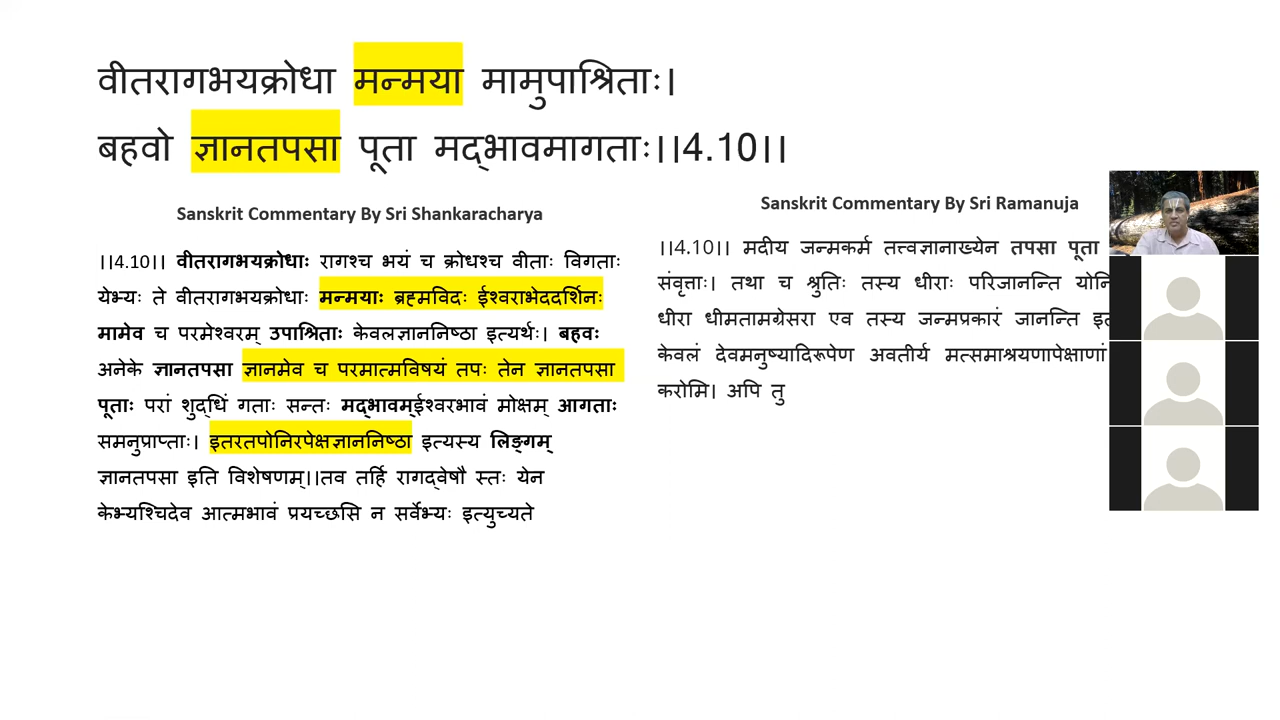 वीतरागभयक्रोधा मन्मया मामुपाश्रिताः।
बहवो ज्ञानतपसा पूता मद्भावमागताः।।4.10।।
Sanskrit Commentary By Sri Shankaracharya
।।4.10।। वीतरागभयक्रोधाः रागश्च भयं च क्रोधश्च वीताः विगताः
येभ्यः ते वीतरागभयक्रोधाः मन्मयाः ब्रह्मविदः ईश्वराभेददर्शिनः
मामेव च परमेश्वरम् उपाश्रिताः केवलज्ञाननिष्ठा इत्यर्थः। बहवः
अनेके ज्ञानतपसा ज्ञानमेव च परमात्मविषयं तपः तेन ज्ञानतपसा
पूताः परां शुद्धिं गताः सन्तः मद्भावम्ईश्वरभावं मोक्षम् आगताः
समनुप्राप्ताः। इतरतपोनिरपेक्षज्ञाननिष्ठा इत्यस्य लिङ्गम्
ज्ञानतपसा इति विशेषणम्।।तव तर्हि रागद्वेषौ स्तः येन
केभ्यश्चिदेव आत्मभावं प्रयच्छसि न सर्वेभ्यः इत्युच्यते
Sanskrit Commentary By Sri Ramanuja
।।4.10।। मदीय जन्मकर्म तत्त्वज्ञानाख्येन तपसा पूता
संवृत्ताः। तथा च श्रुतिः तस्य धीराः परिजानन्ति
धीरा धीमतामग्रेसरा एव तस्य जन्मप्रकारं जानन्ति
केवलं देवमनुष्यादिरूपेण अवतीर्य मत्समाश्रयणापेक्षाणां
करोमि। अपि तु